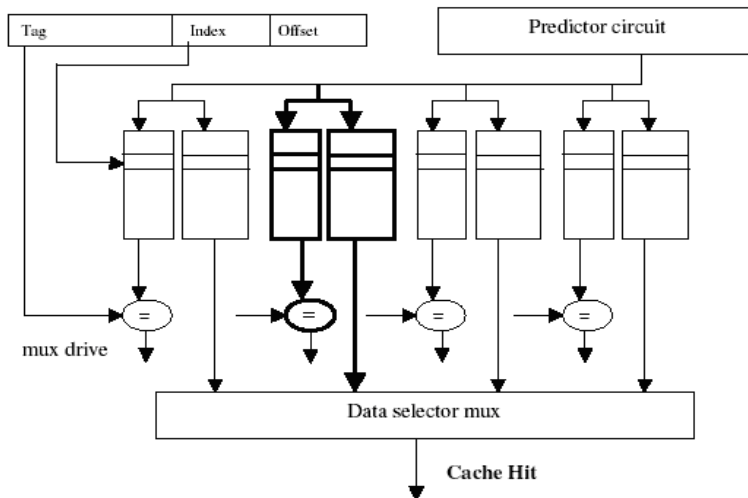 Tag Index Offset
Predictor circuit
= = = =
mux drive
Data selector mux
Cache Hit